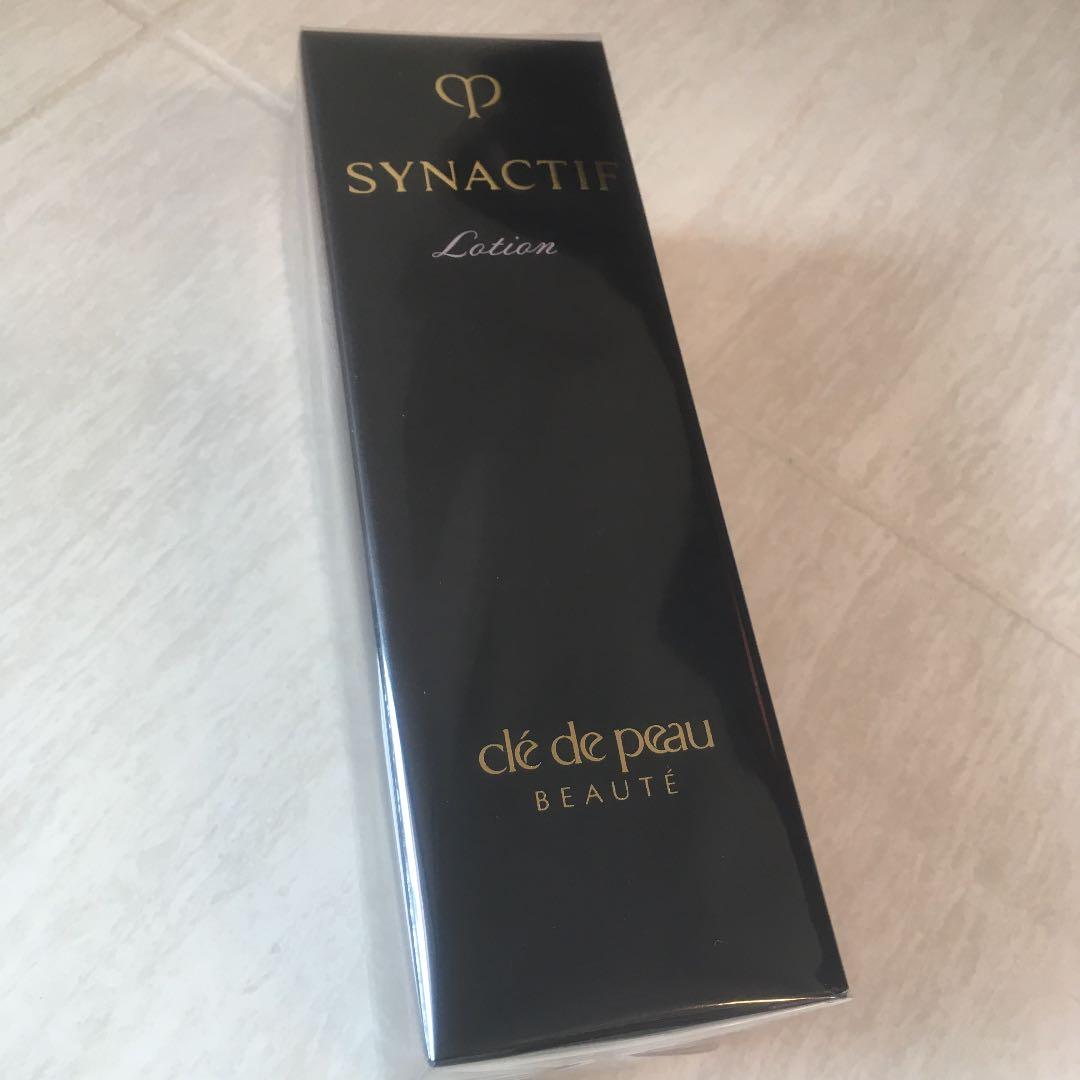 SYNACTIF
Lotion
clé de peau
BEAUTÉ